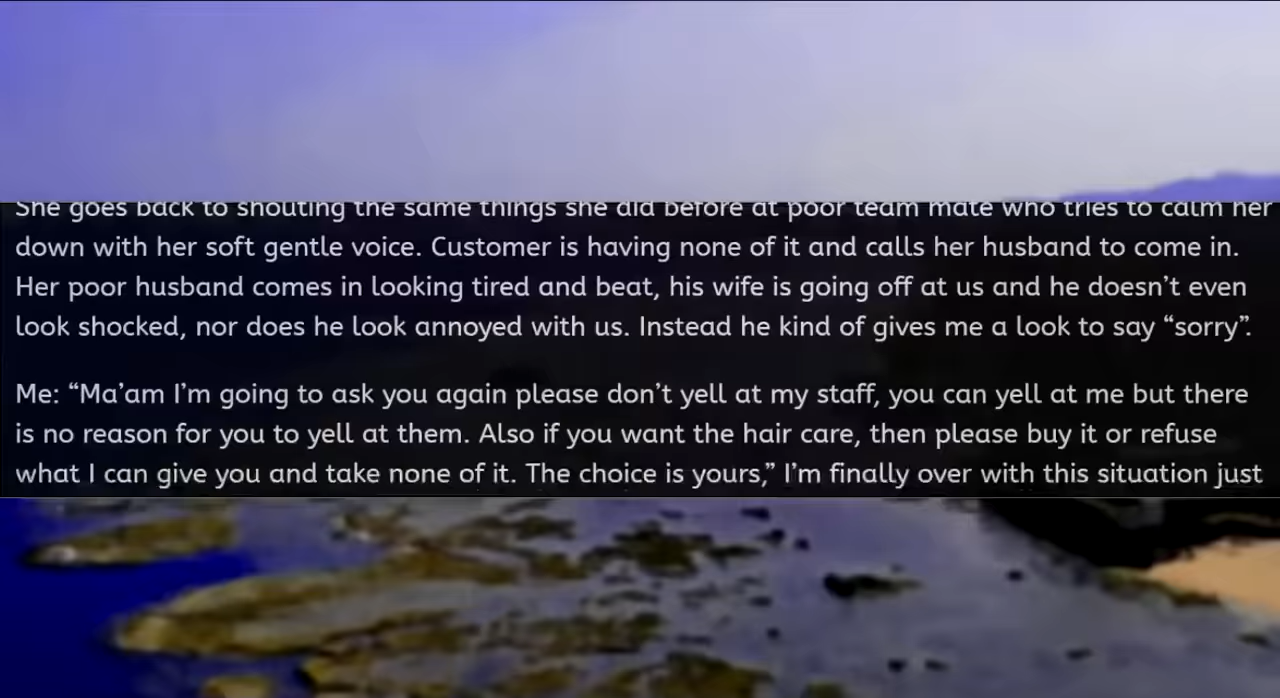 She goes back to shouting the same things she did before at poor team mate who tries to calm her
down with her soft gentle voice. Customer is having none of it and calls her husband to come in.
Her poor husband comes in looking tired and beat, his wife is going off at us and he doesn’t even
look shocked, nor does he look annoyed with us. Instead he kind of gives me a look to say “sorry”.
Me: “Ma’am I’m going to ask you again please don’t yell at my staff, you can yell at me but there
is no reason for you to yell at them. Also if you want the hair care, then please buy it or refuse
what I can give you and take none of it. The choice is yours,” I’m finally over with this situation just